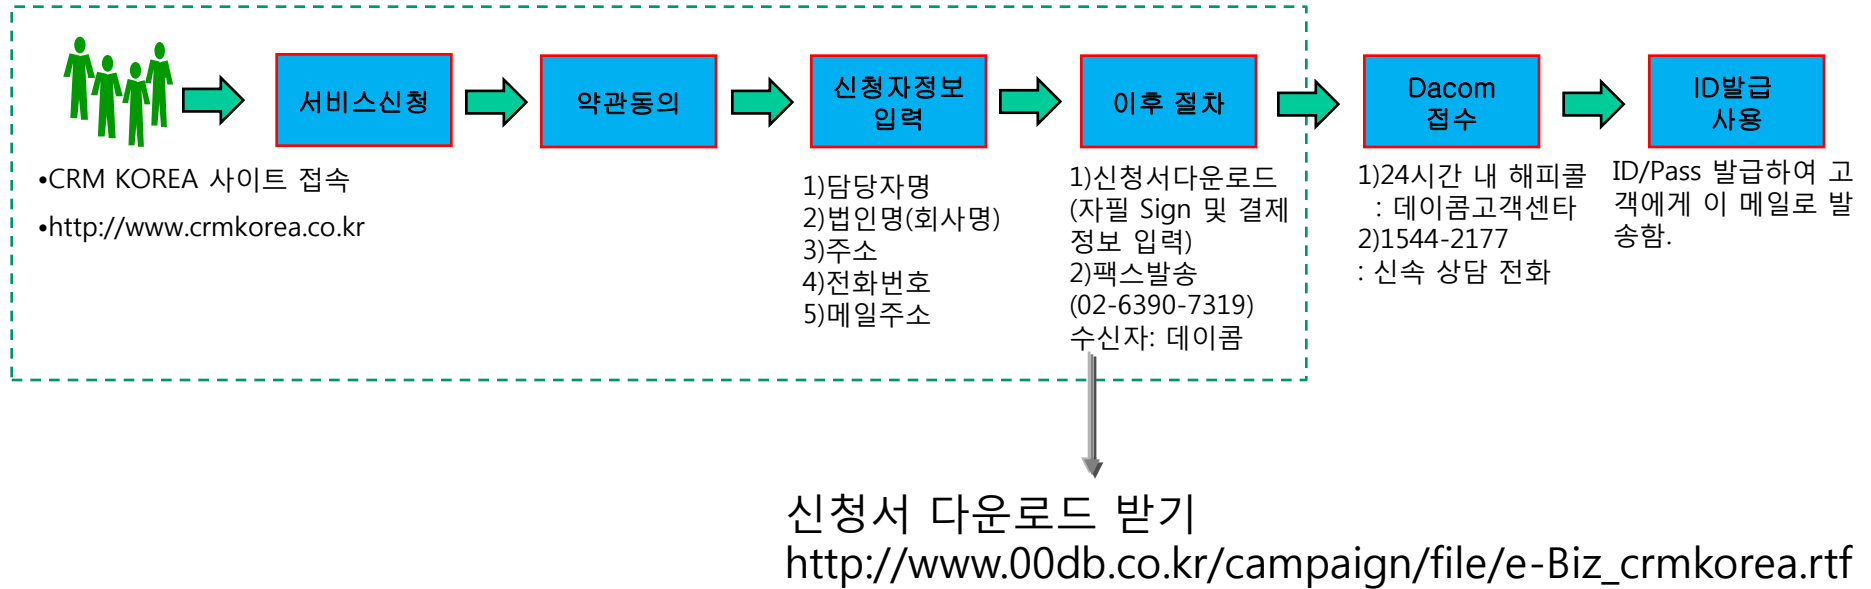 서비스신청
약관동의
신청자정보
입력
이후 절차
Dacom
접수
ID발급
사용
•CRM KOREA 사이트 접속
•http://www.crmkorea.co.kr
1)담당자명
2)법인명(회사명)
3)주소
4)전화번호
5)메일주소
1)신청서다운로드
(자필 Sign 및 결제
정보 입력)
2)팩스발송
(02-6390-7319)
수신자: 데이콤
1)24시간 내 해피콜
: 데이콤고객센타
2)1544-2177
: 신속 상담 전화
ID/Pass 발급하여 고
객에게 이 메일로 발
송함.
신청서 다운로드 받기
http://www.00db.co.kr/campaign/file/e-Biz_crmkorea.rtf